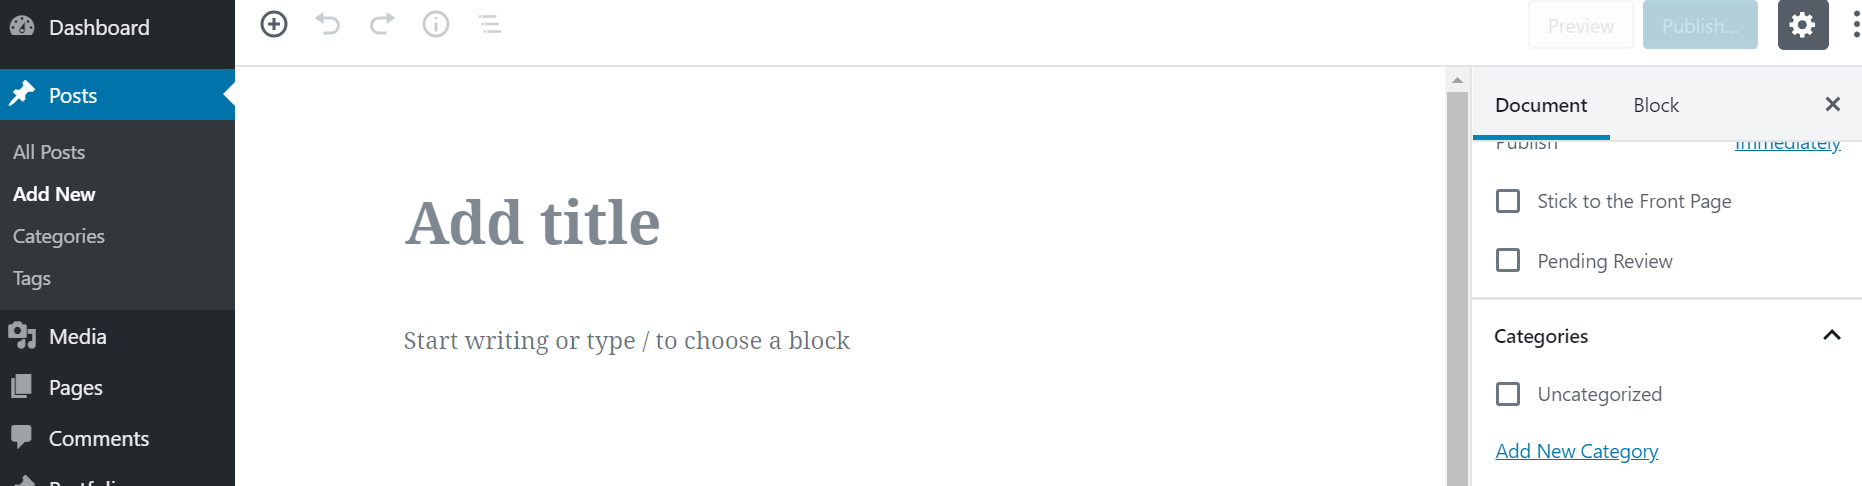 Dashboard
Posts
All Posts
Add New
Categories
Tags
Media
Pages
Comments
Preview
Publish...
Add title
Start writing or type / to choose a block
Document Block
Publish Immediately
Stick to the Front Page
Pending Review
Categories
Uncategorized
Add New Category